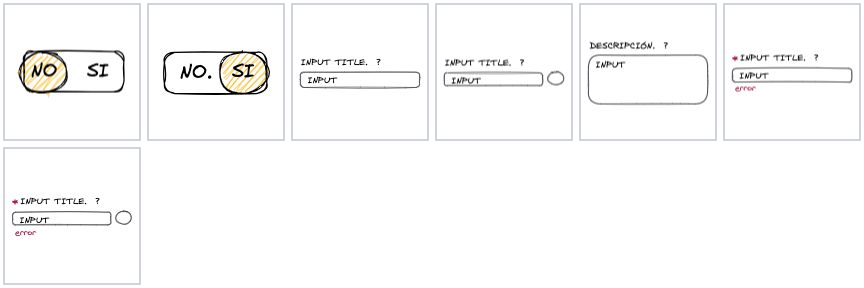 NO SI
NO. SI
INPUT TITLE. ?
INPUT
INPUT TITLE. ?
INPUT
DESCRIPCIÓN. ?
INPUT
* INPUT TITLE. ?
INPUT
error
* INPUT TITLE. ?
INPUT
error